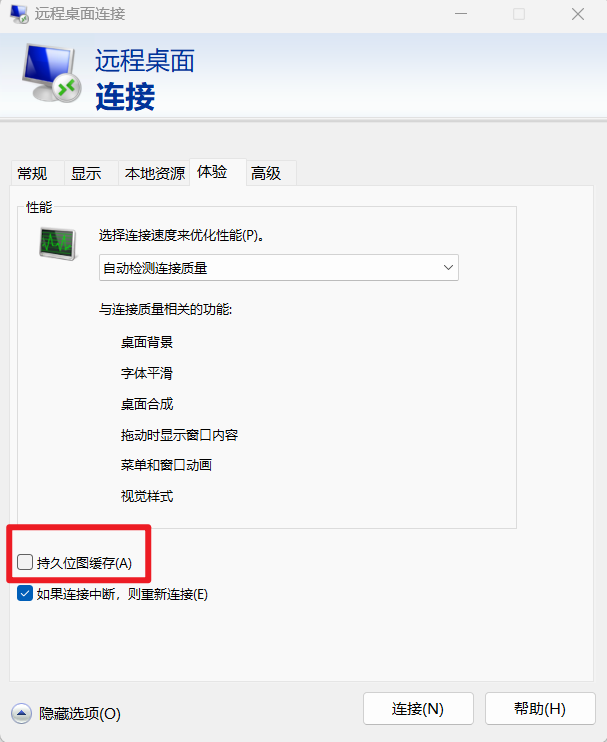 远程桌面连接
远程桌面
连接
常规 显示 本地资源 体验 高级
性能
选择连接速度来优化性能(P)。
自动检测连接质量
与连接质量相关的功能:
桌面背景
字体平滑
桌面合成
拖动时显示窗口内容
菜单和窗口动画
视觉样式
持久位图缓存(A)
如果连接中断，则重新连接(E)
隐藏选项(O) 连接(N) 帮助(H)